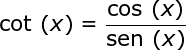 cot (x) = cos (x) / sen (x)